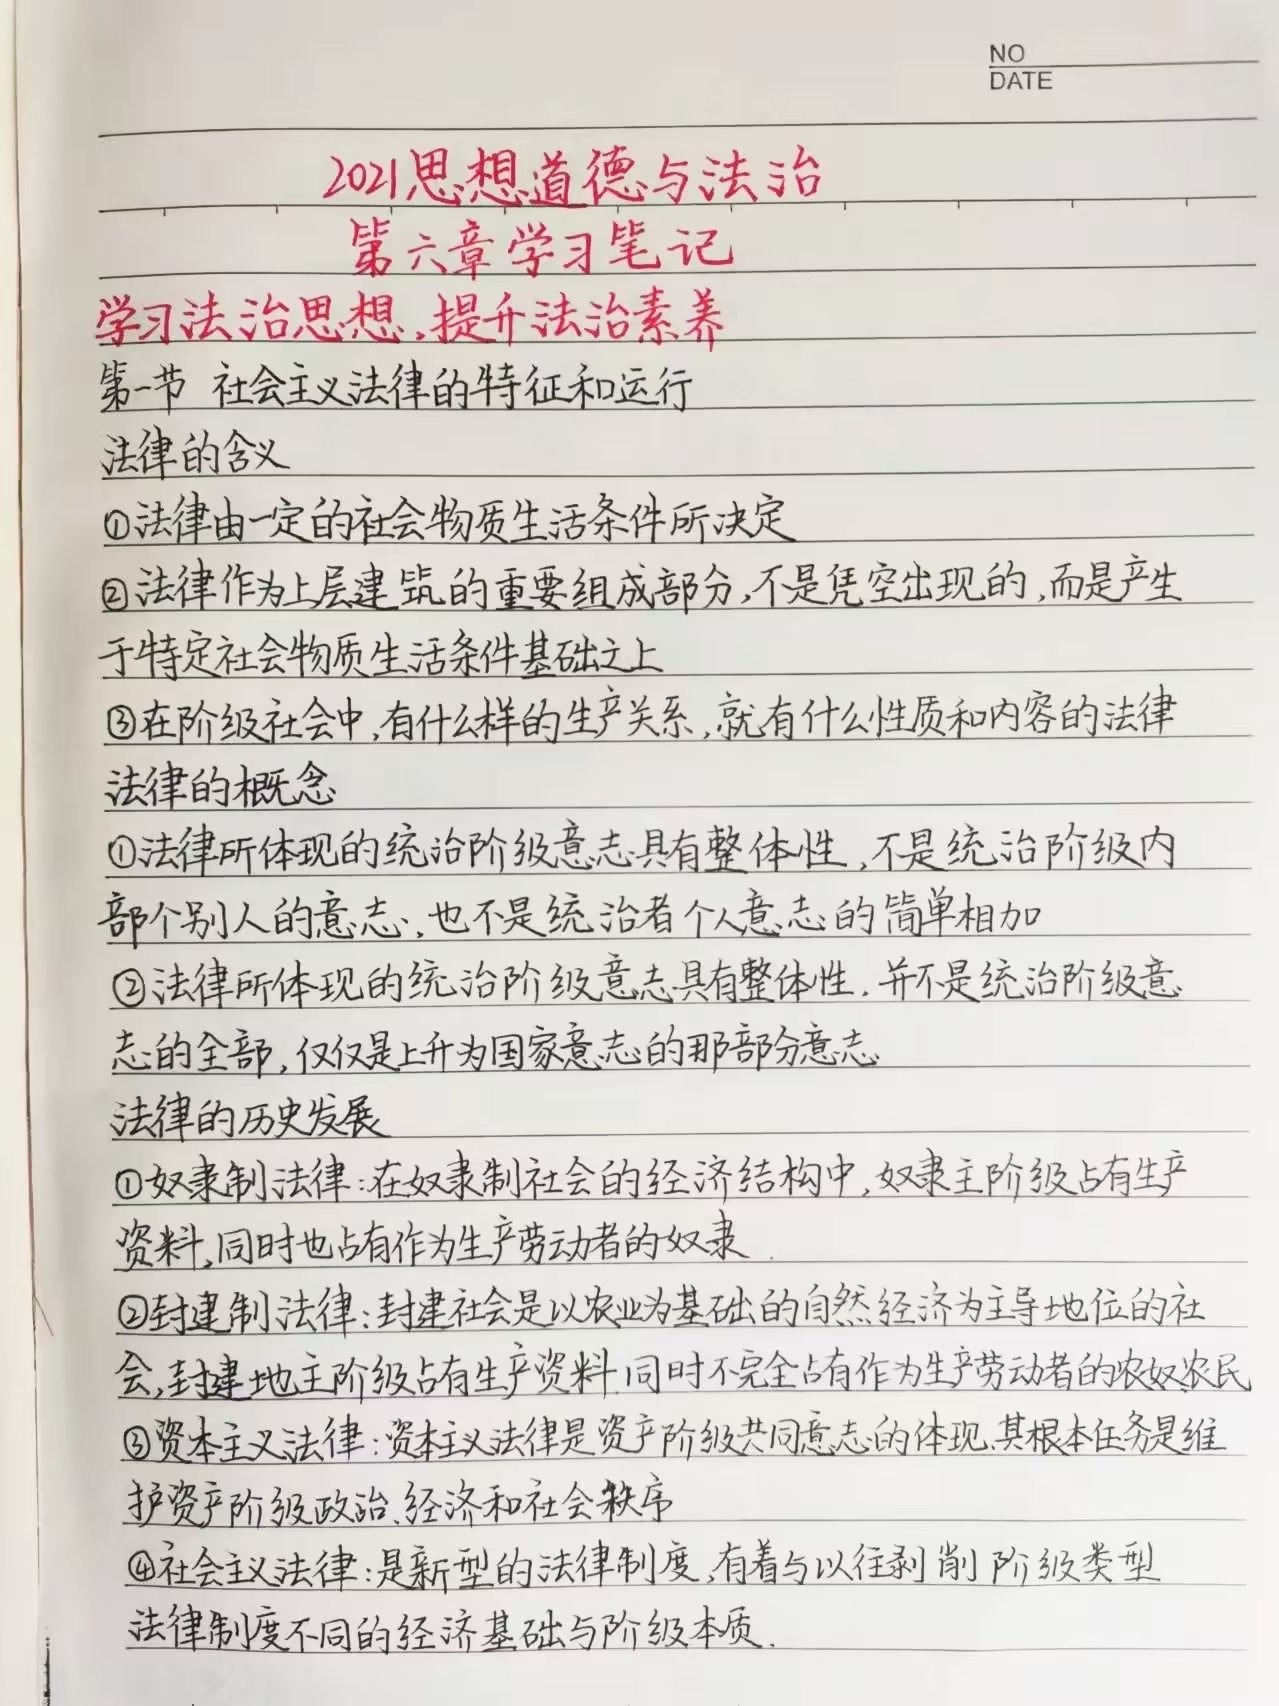 NO
DATE
2021思想道德与法治
第六章学习笔记
学习法治思想,提升法治素养
第一节 社会主义法律的特征和运行
法律的含义
①法律由一定的社会物质生活条件所决定
②法律作为上层建筑的重要组成部分,不是凭空出现的,而是产生
于特定社会物质生活条件基础之上
③在阶级社会中,有什么样的生产关系,就有什么性质和内容的法律
法律的概念
①法律所体现的统治阶级意志具有整体性,不是统治阶级内
部个别人的意志,也不是统治者个人意志的简单相加
②法律所体现的统治阶级意志具有整体性,并不是统治阶级意
志的全部,仅仅是上升为国家意志的那部分意志
法律的历史发展
①奴隶制法律:在奴隶制社会的经济结构中,奴隶主阶级占有生产
资料,同时也占有作为生产劳动者的奴隶.
②封建制法律:封建社会是以农业为基础的自然经济为主导地位的社
会,封建地主阶级占有生产资料.同时不完全占有作为生产劳动者的农奴、农民
③资本主义法律:资本主义法律是资产阶级共同意志的体现,其根本任务是维
护资产阶级政治、经济和社会秩序
④社会主义法律:是新型的法律制度,有着与以往剥削阶级类型
法律制度不同的经济基础与阶级本质.